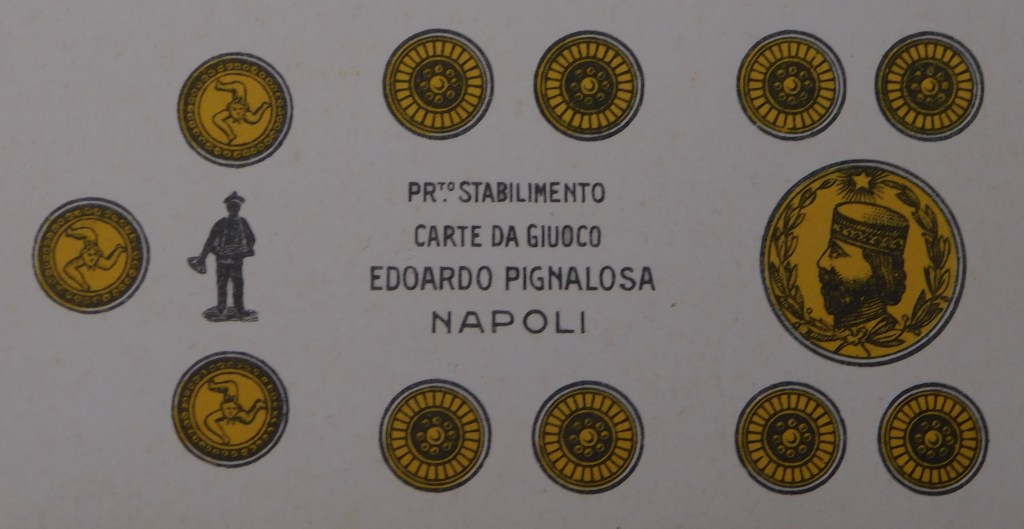 PR.TO STABILIMENTO
CARTE DA GIUOCO
EDOARDO PIGNALOSA
NAPOLI